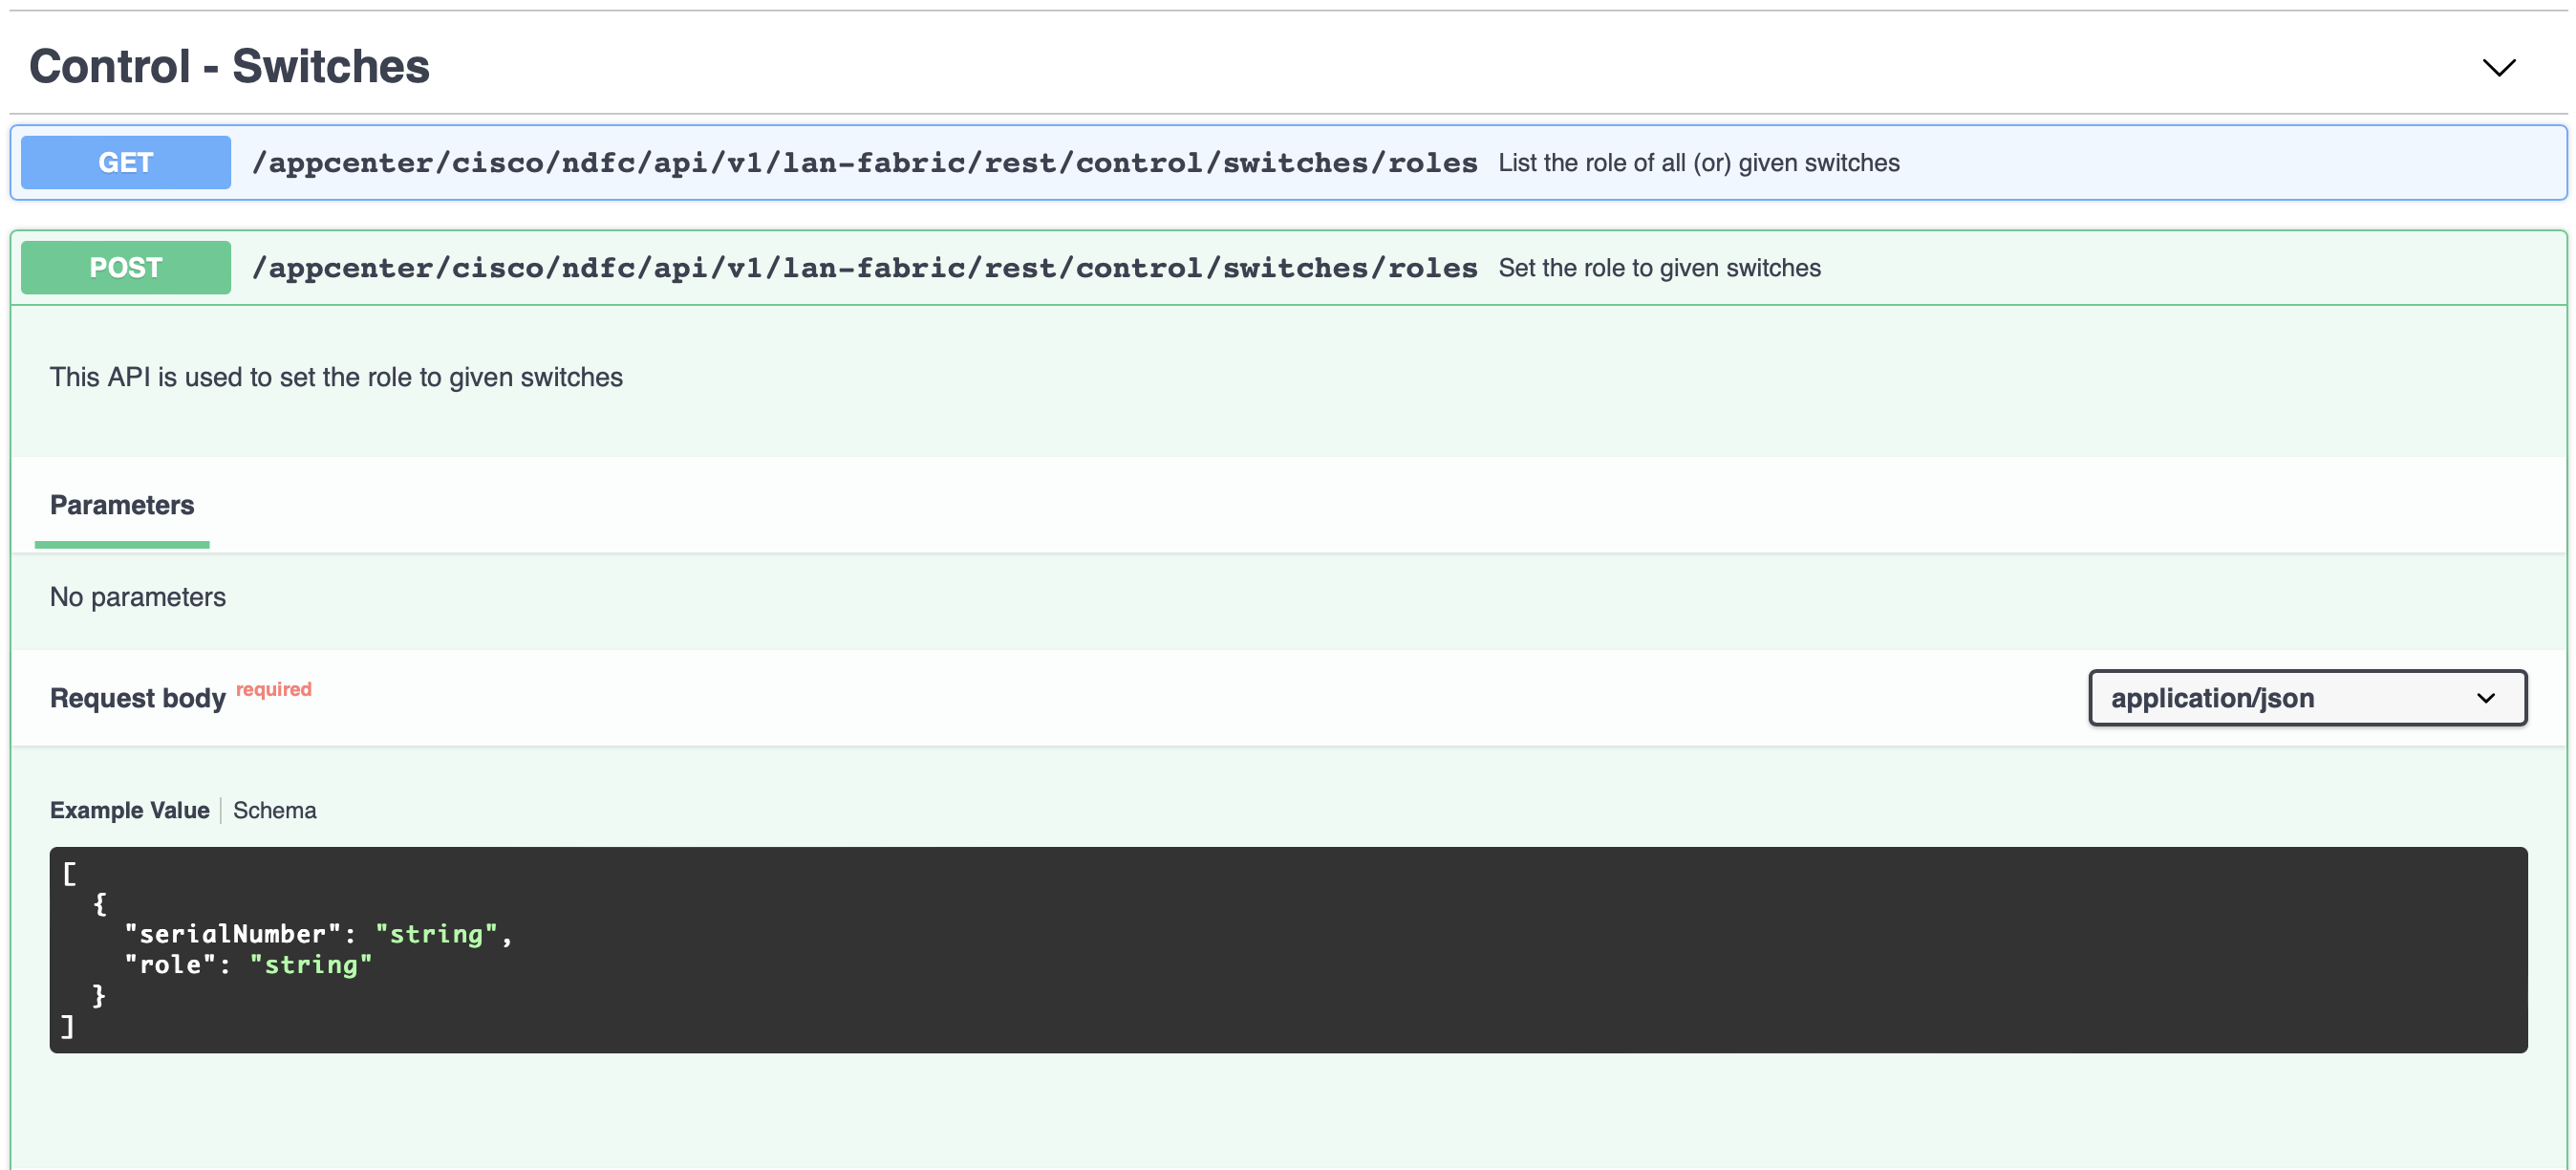 Control - Switches
GET /appcenter/cisco/ndfc/api/v1/lan-fabric/rest/control/switches/roles List the role of all (or) given switches
POST /appcenter/cisco/ndfc/api/v1/lan-fabric/rest/control/switches/roles Set the role to given switches
This API is used to set the role to given switches
Parameters
No parameters
Request body required application/json
Example Value Schema
[
  {
    "serialNumber": "string",
    "role": "string"
  }
]